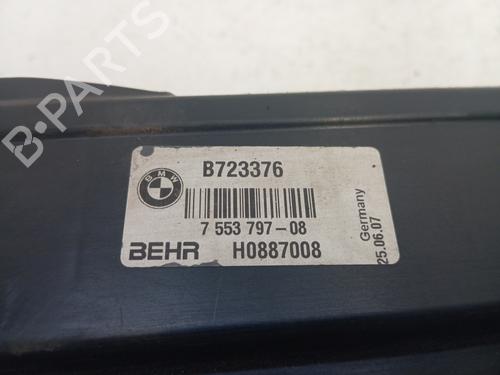 B-PARTS
BMW
B723376
7 553 797-08
BEHR H0887008
Germany
25.06.07